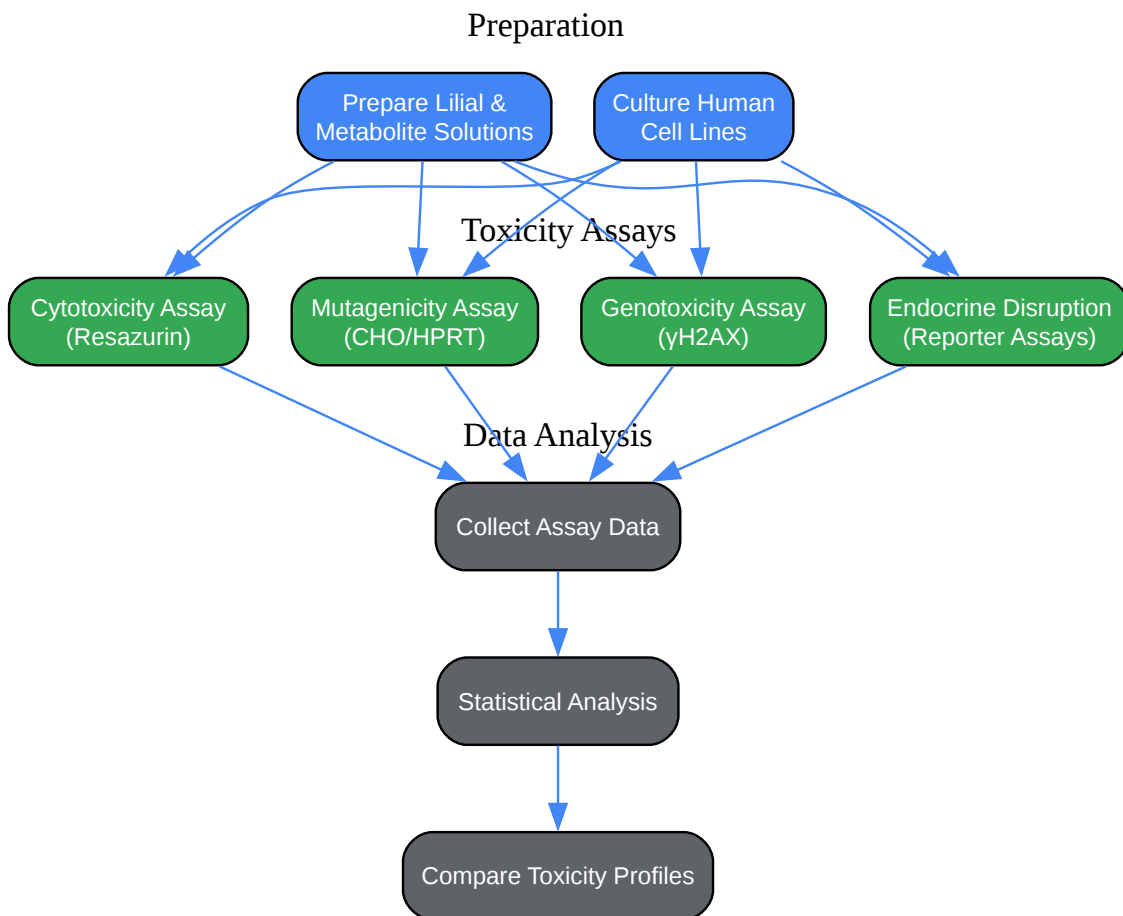 Preparation
Prepare Lilial &
Metabolite Solutions
Culture Human
Cell Lines
Toxicity Assays
Cytotoxicity Assay
(Resazurin)
Mutagenicity Assay
(CHO/HPRT)
Genotoxicity Assay
(γH2AX)
Endocrine Disruption
(Reporter Assays)
Data Analysis
Collect Assay Data
Statistical Analysis
Compare Toxicity Profiles